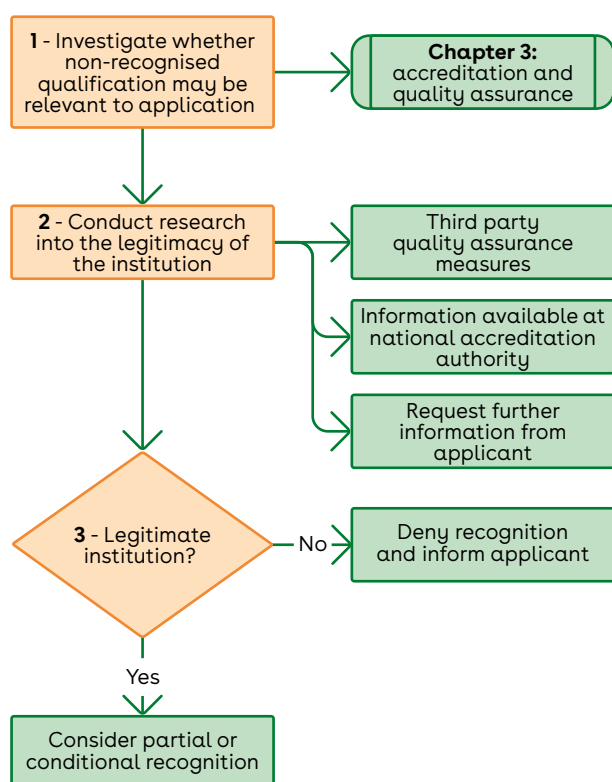 1 - Investigate whether
non-recognised
qualification may be
relevant to application
Chapter 3:
accreditation and
quality assurance
2 - Conduct research
into the legitimacy of
the institution
Third party
quality assurance
measures
Information available at
national accreditation
authority
Request further
information from
applicant
3 - Legitimate
institution?
No
Deny recognition
and inform applicant
Yes
Consider partial or
conditional recognition